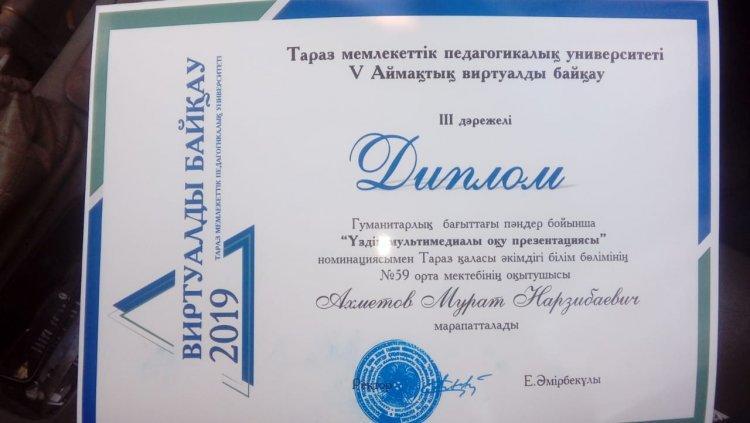 Тараз мемлекеттік педагогикалық университеті
V Аймақтық виртуалды байқау
ІІІ дәрежелі
Диплом
Гуманитарлық бағыттағы пәндер бойынша
“Үздік мультимедиалы оқу презентациясы”
номинациясымен Тараз қаласы әкімдігі білім бөлімінің
№39 орта мектебінің оқытушысы
Ахметов Мурат Нарзибаевич
марапатталады
Ректор Е.Әмірбекұлы
ВИРТУАЛДЫ БАЙҚАУ
ТАРАЗ МЕМЛЕКЕТТІК ПЕДАГОГИКАЛЫҚ УНИВЕРСИТЕТІ
2019